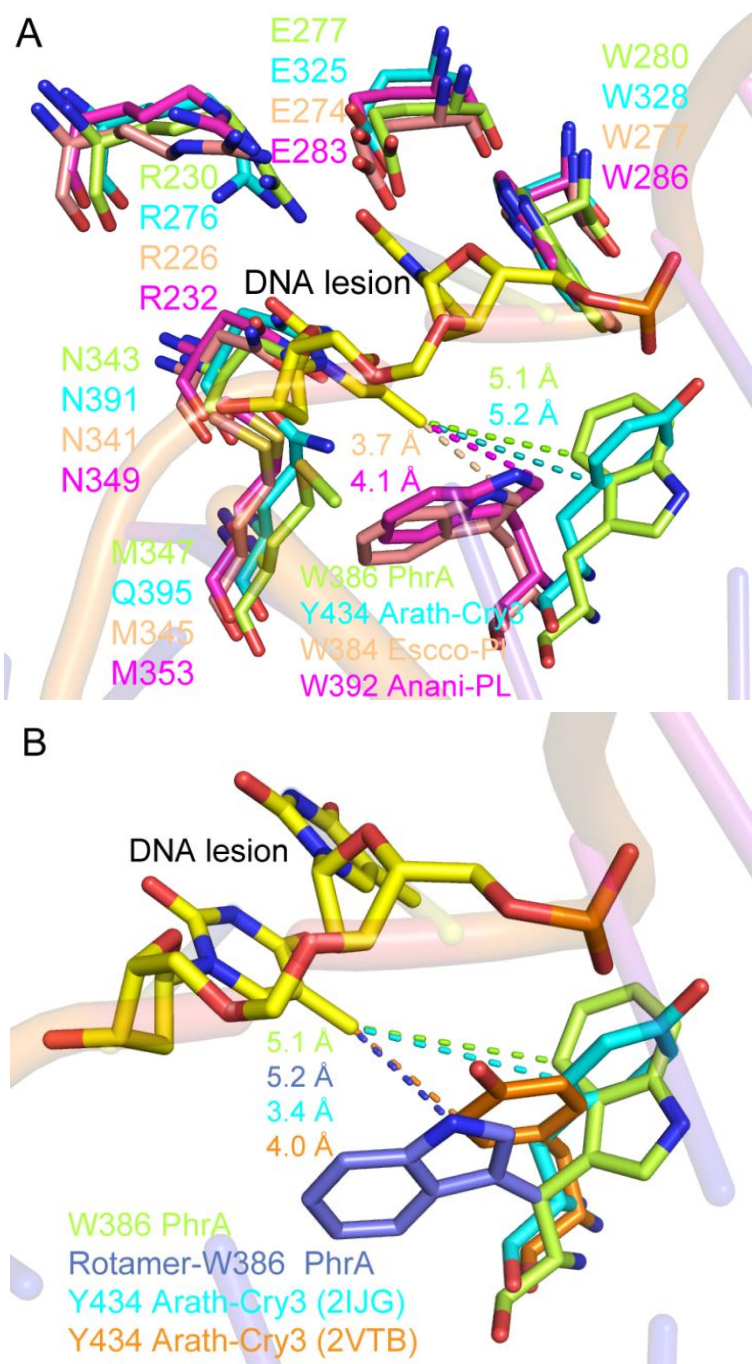 A
E277
E325
E274
E283
W280
W328
W277
W286
R230
R276
R226
R232
DNA lesion
N343
N391
N341
N349
5.1 Å
5.2 Å
3.7 Å
4.1 Å
M347
Q395
M345
M353
W386 PhrA
Y434 Arath-Cry3
W384 Escco-PL
W392 Anani-PL
B
DNA lesion
5.1 Å
5.2 Å
3.4 Å
4.0 Å
W386 PhrA
Rotamer-W386 PhrA
Y434 Arath-Cry3 (2IJG)
Y434 Arath-Cry3 (2VTB)